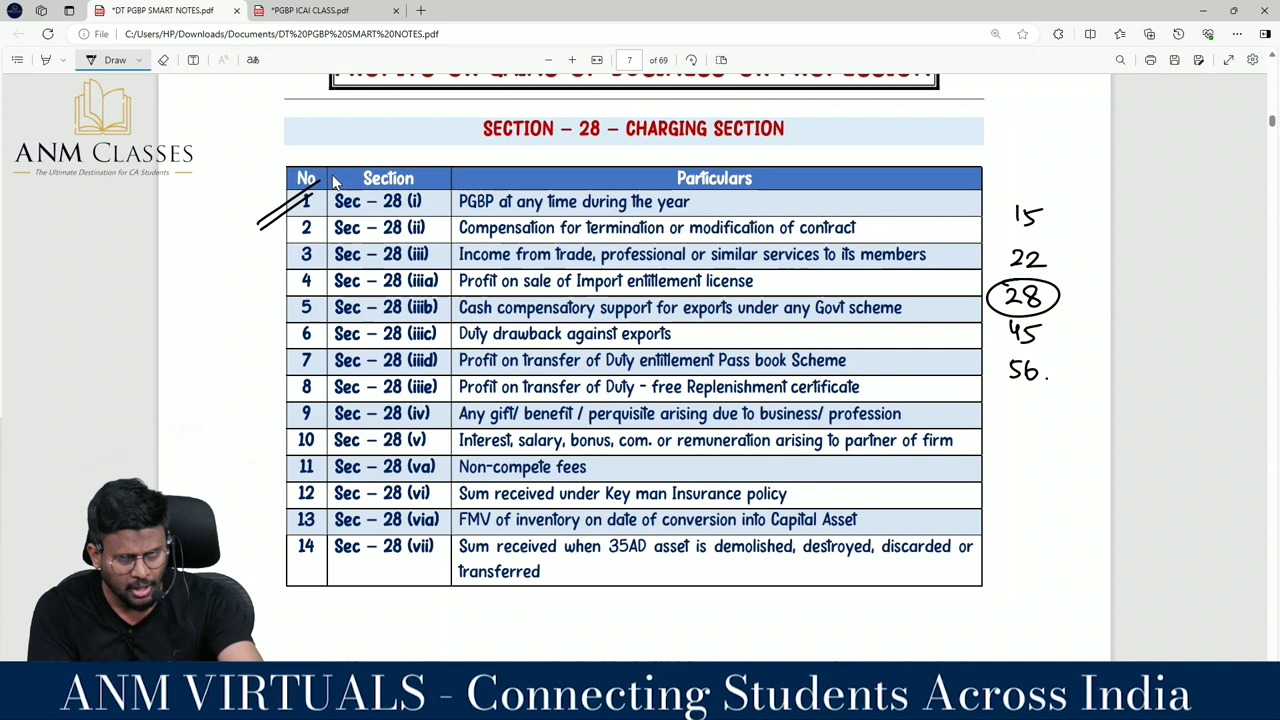 *DT PGBP SMART NOTES.pdf
*PGBP ICAI CLASS.pdf
File C:/Users/HP/Downloads/Documents/DT%20PGBP%20SMART%20NOTES.pdf
Draw
aあ
7 of 69
ANM CLASSES
The Ultimate Destination for CA Students
PROFITS OR GAINS OF BUSINESS OR PROFESSION
SECTION – 28 – CHARGING SECTION
No Section Particulars
1 Sec – 28 (i) PGBP at any time during the year
2 Sec – 28 (ii) Compensation for termination or modification of contract
3 Sec – 28 (iii) Income from trade, professional or similar services to its members
4 Sec – 28 (iiia) Profit on sale of Import entitlement license
5 Sec – 28 (iiib) Cash compensatory support for exports under any Govt scheme
6 Sec – 28 (iiic) Duty drawback against exports
7 Sec – 28 (iiid) Profit on transfer of Duty entitlement Pass book Scheme
8 Sec – 28 (iiie) Profit on transfer of Duty - free Replenishment certificate
9 Sec – 28 (iv) Any gift/ benefit / perquisite arising due to business/ profession
10 Sec – 28 (v) Interest, salary, bonus, com. or remuneration arising to partner of firm
11 Sec – 28 (va) Non-compete fees
12 Sec – 28 (vi) Sum received under Key man Insurance policy
13 Sec – 28 (via) FMV of inventory on date of conversion into Capital Asset
14 Sec – 28 (vii) Sum received when 35AD asset is demolished, destroyed, discarded or
transferred
15
22
28
45
56.
ANM VIRTUALS - Connecting Students Across India